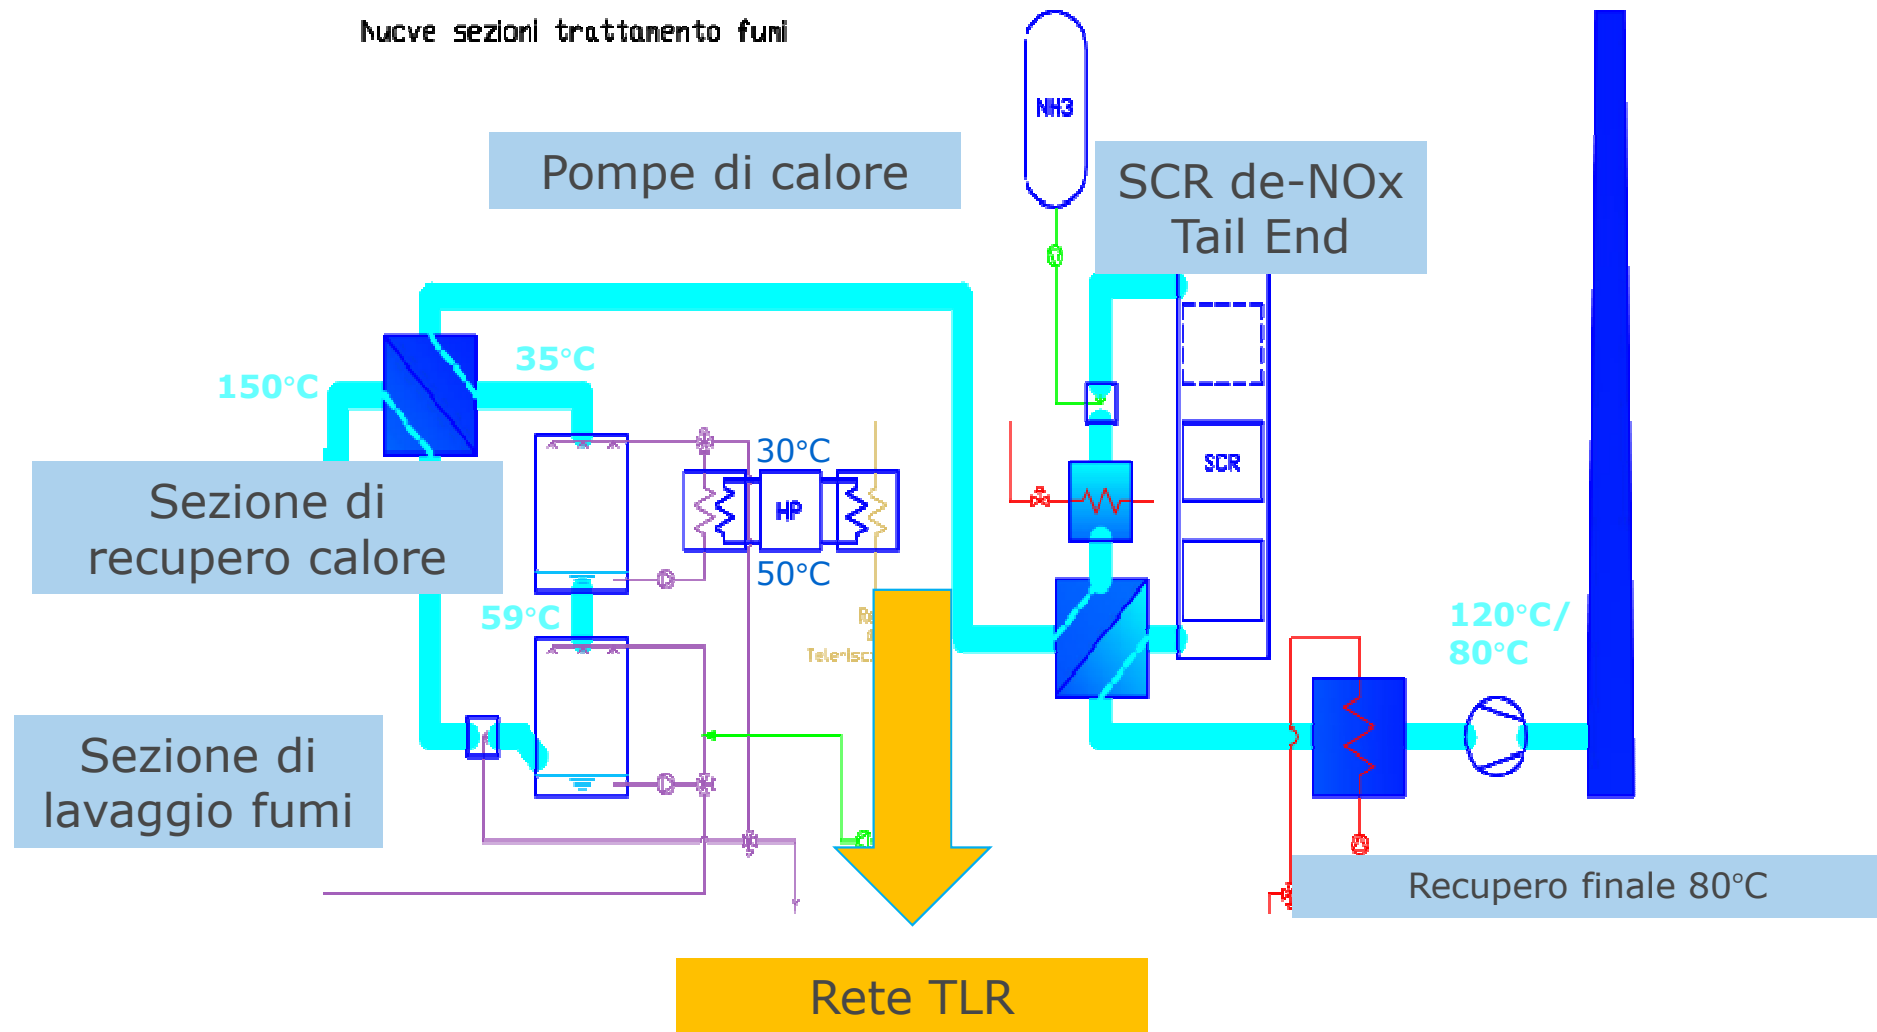 Nuove sezioni trattamento fumi
NH3
Pompe di calore
SCR de-NOx
Tail End
35°C
150°C
30°C
HP
50°C
SCR
Sezione di
recupero calore
59°C
120°C/
80°C
Sezione di
lavaggio fumi
Recupero finale 80°C
Rete TLR